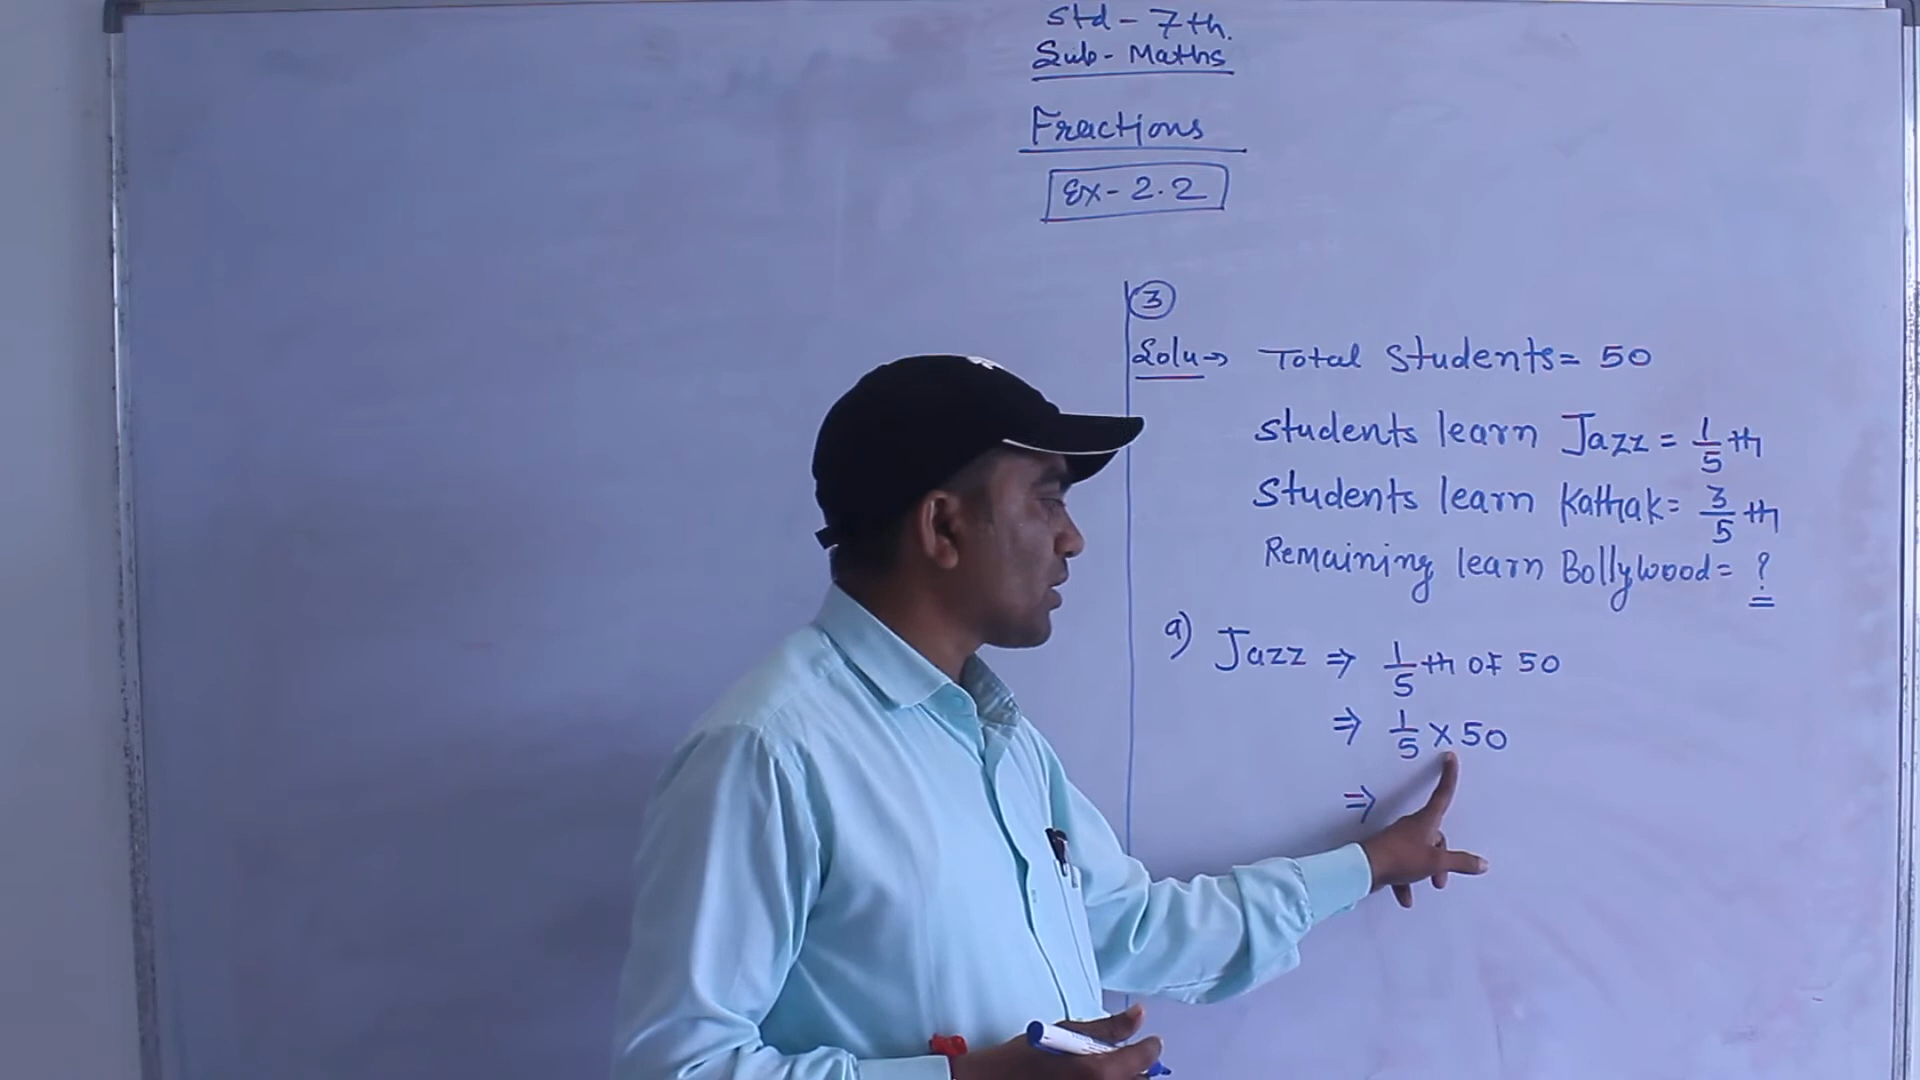 Std - 7th.
Sub - Maths
Fractions
Ex - 2.2
3
Solu → Total Students = 50
Students learn Jazz = 1/5 th
Students learn Kathak = 3/5 th
Remaining learn Bollywood = ?
a) Jazz ⇒ 1/5 th of 50
⇒ 1/5 × 50
⇒